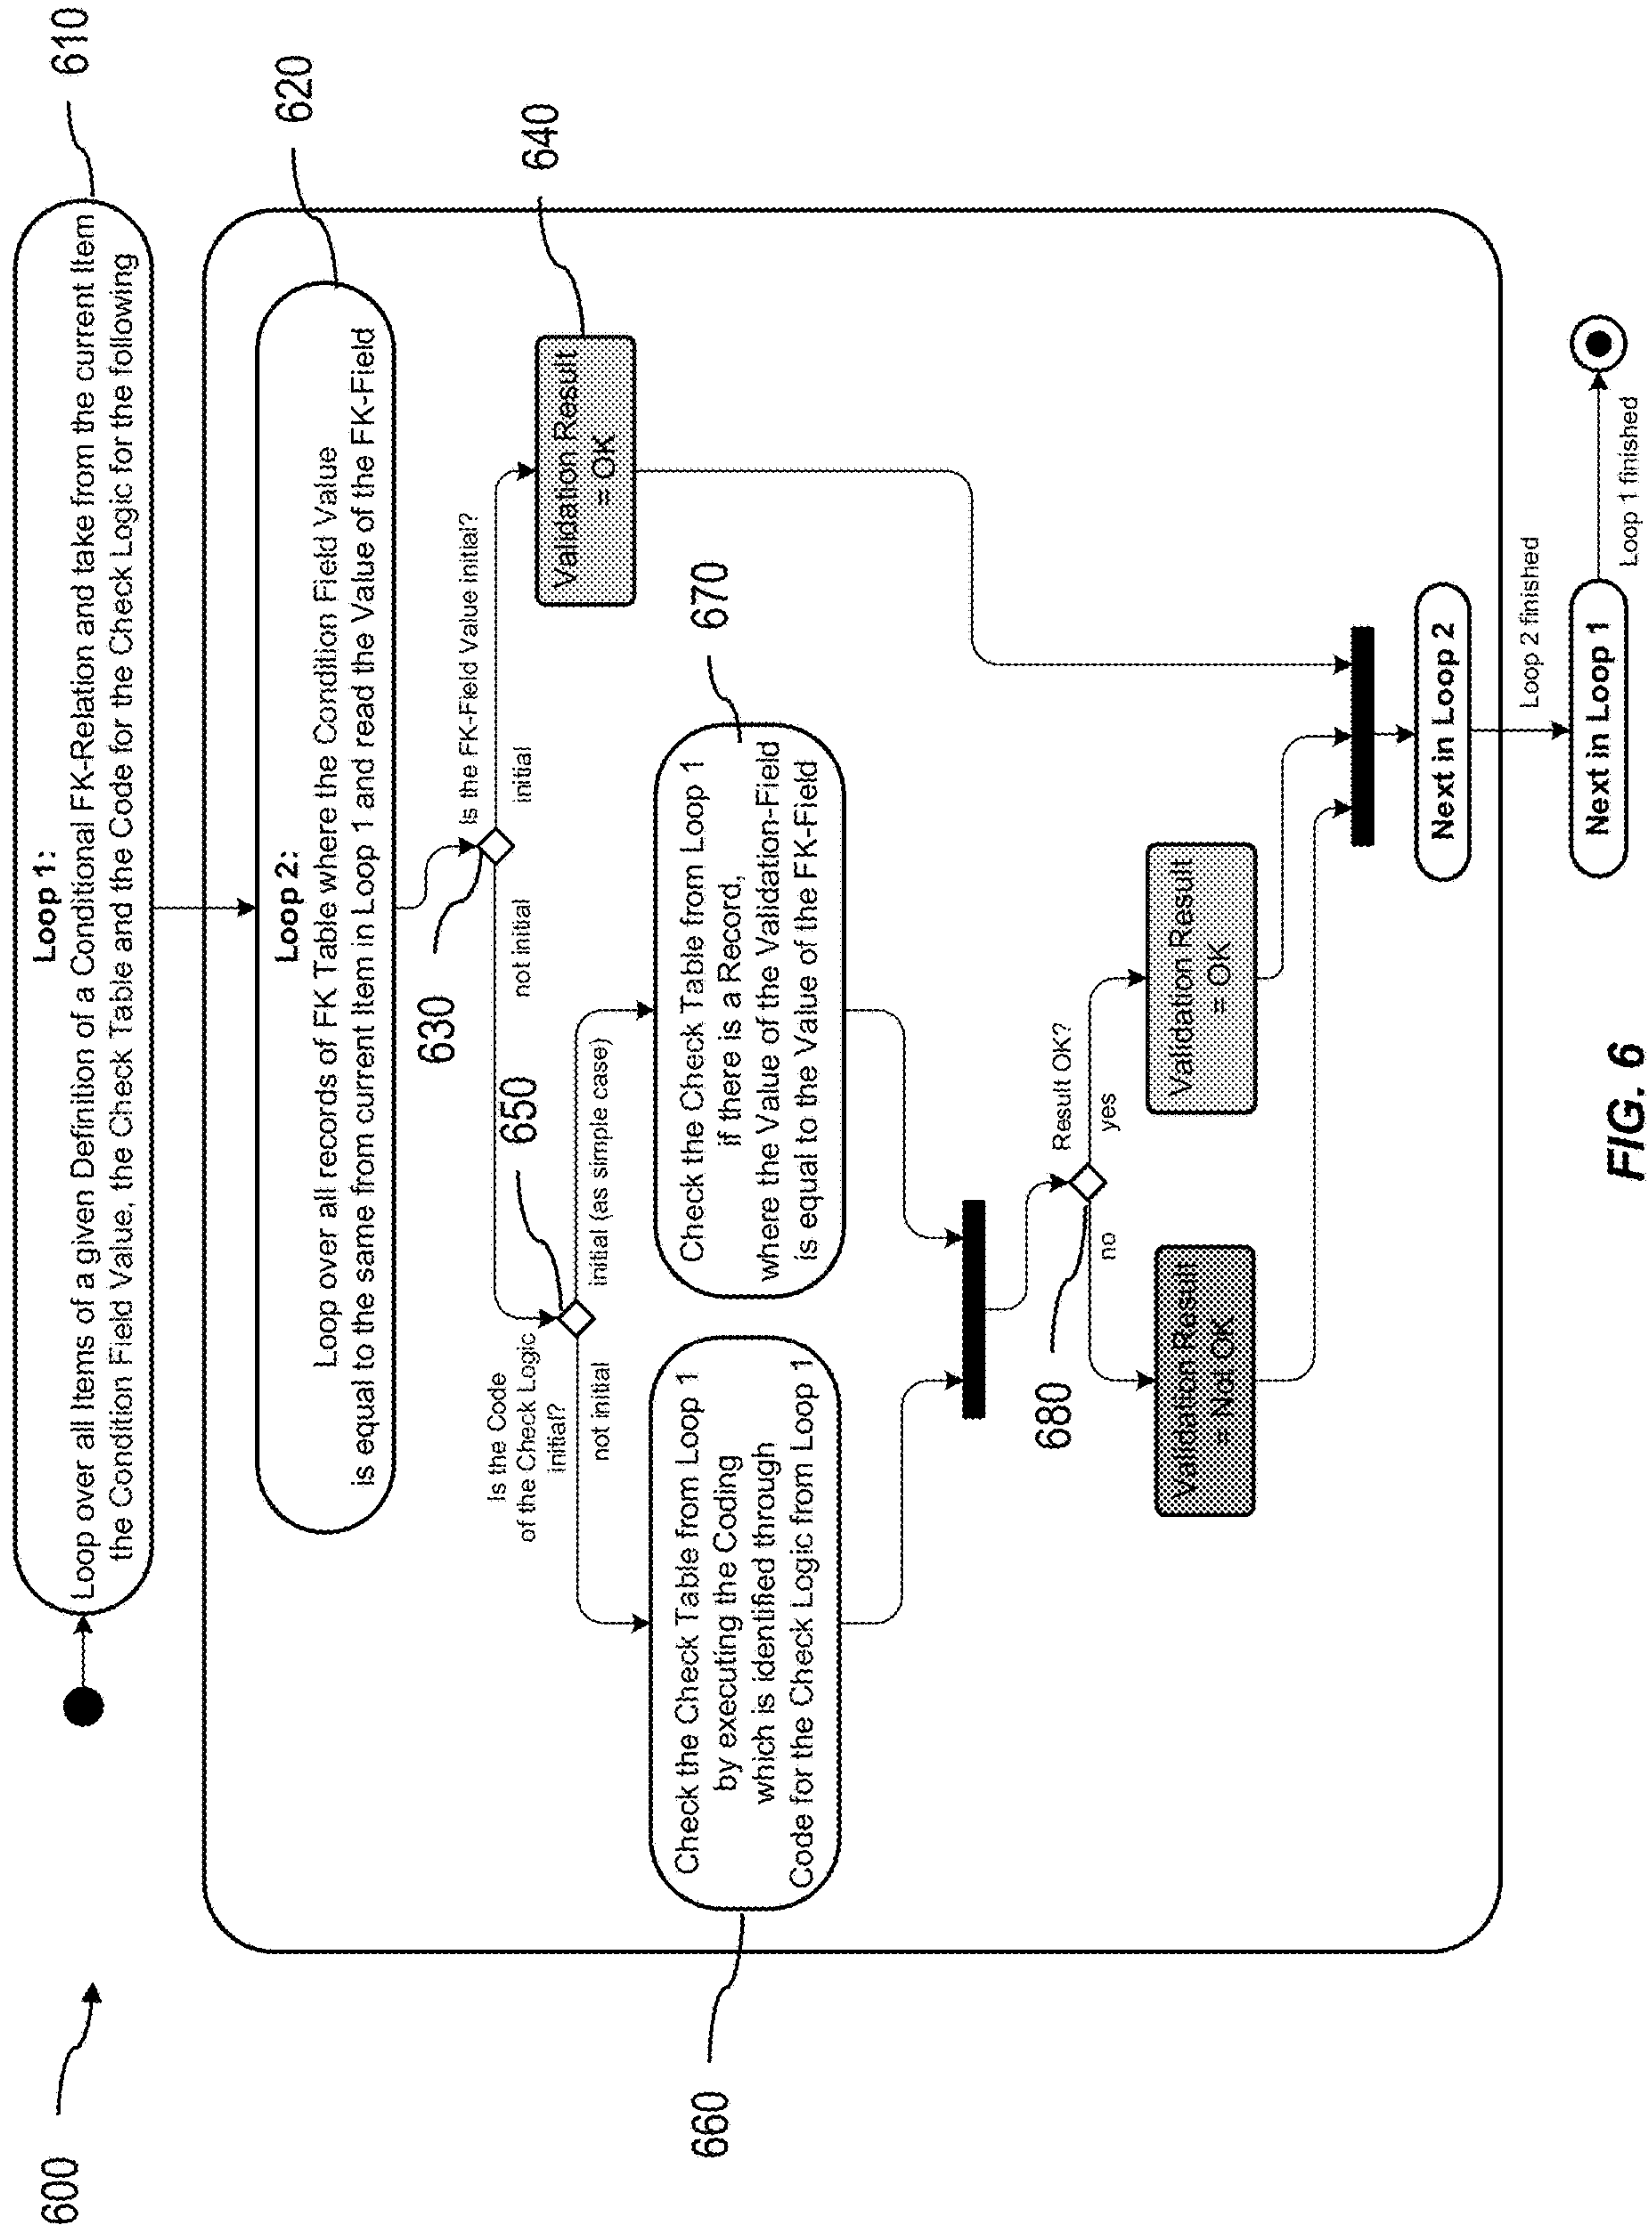 600
610
Loop 1:
Loop over all Items of a given Definition of a Conditional FK-Relation and take from the current Item
the Condition Field Value, the Check Table and the Code for the Check Logic for the following
620
Loop 2:
Loop over all records of FK Table where the Condition Field Value
is equal to the same from current Item in Loop 1 and read the Value of the FK-Field
630
Is the FK-Field Value initial?
not initial
initial
640
Validation Result
= OK
650
Is the Code
of the Check Logic
initial?
not initial
initial (as simple case)
660
Check the Check Table from Loop 1
by executing the Coding
which is identified through
Code for the Check Logic from Loop 1
670
Check the Check Table from Loop 1
if there is a Record,
where the Value of the Validation-Field
is equal to the Value of the FK-Field
680
Result OK?
no
yes
Validation Result
= Not OK
Validation Result
= OK
Next in Loop 2
Loop 2 finished
Next in Loop 1
Loop 1 finished
FIG. 6